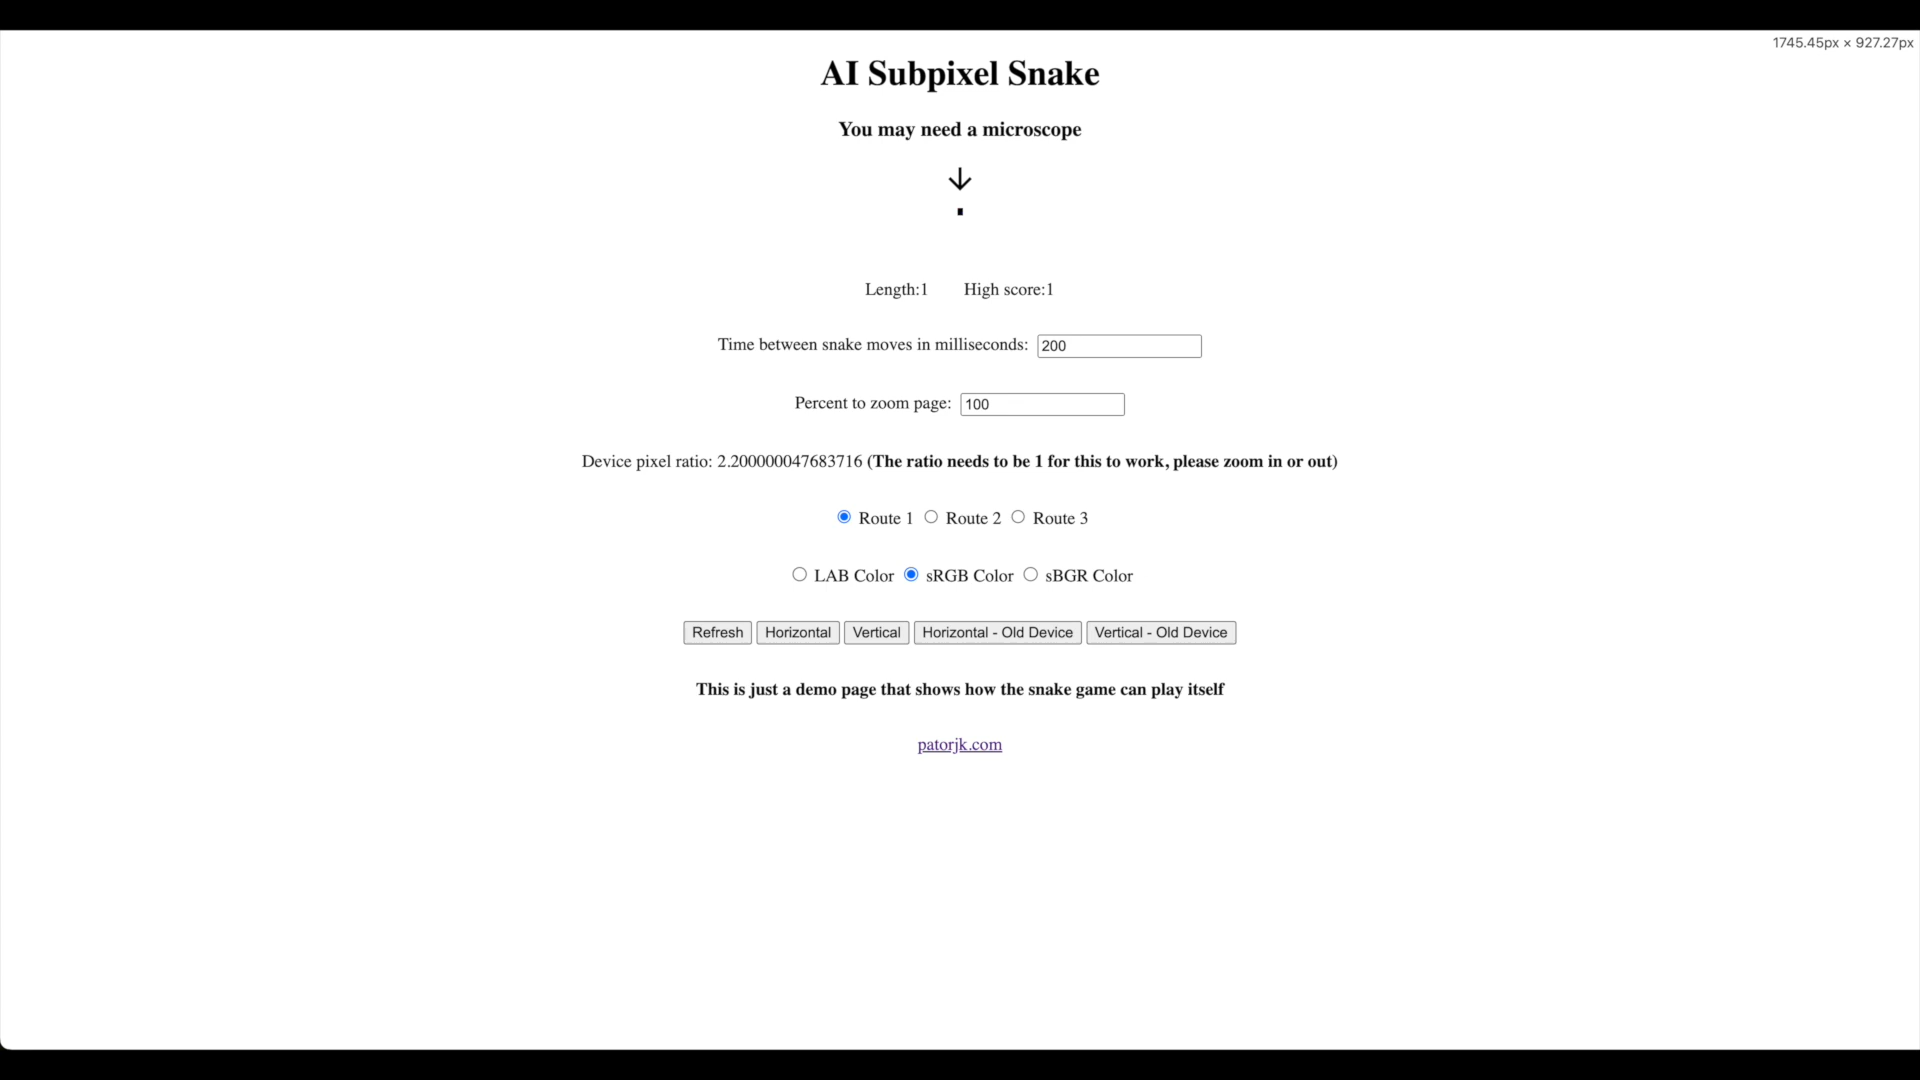 1745.45px × 927.27px
AI Subpixel Snake
You may need a microscope
Length:1 High score:1
Time between snake moves in milliseconds: 200
Percent to zoom page: 100
Device pixel ratio: 2.200000047683716 (The ratio needs to be 1 for this to work, please zoom in or out)
Route 1 Route 2 Route 3
LAB Color sRGB Color sBGR Color
Refresh Horizontal Vertical Horizontal - Old Device Vertical - Old Device
This is just a demo page that shows how the snake game can play itself
patorjk.com